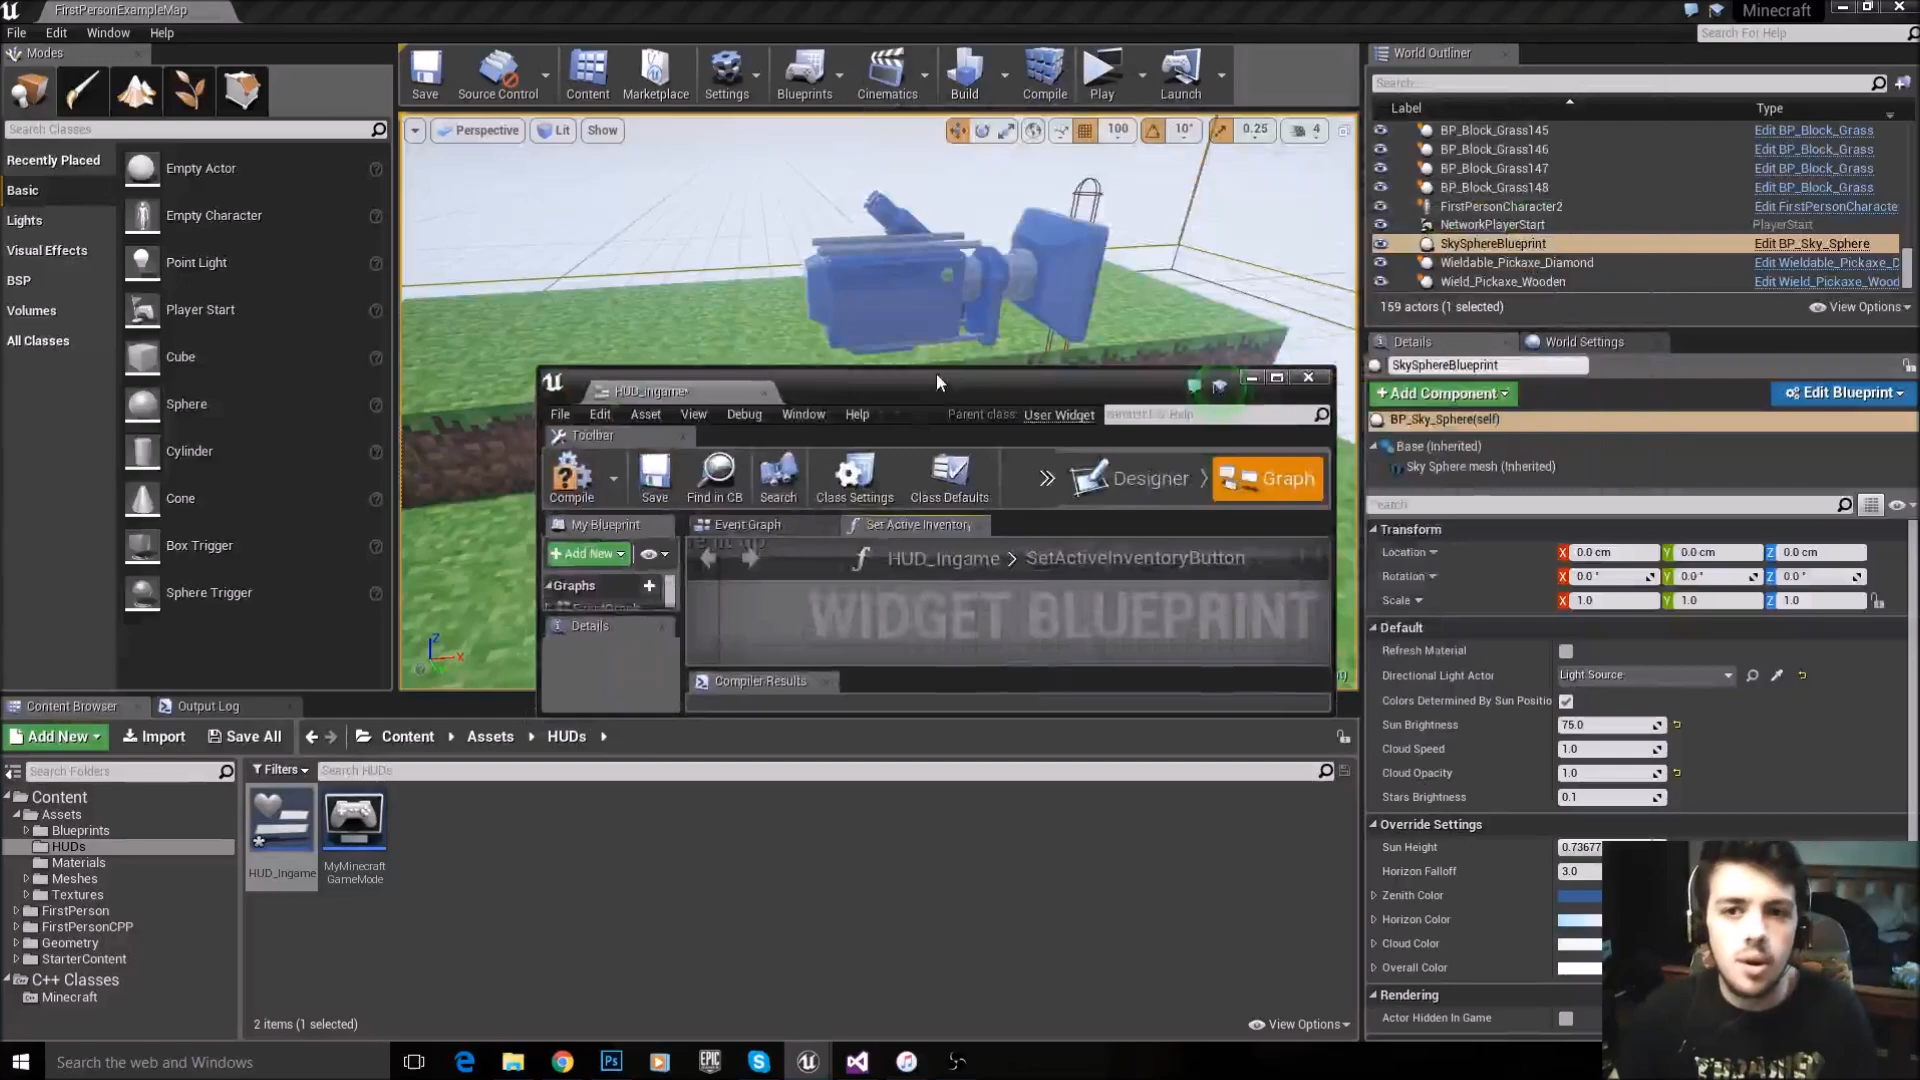 FirstPersonExampleMap
Minecraft
File Edit Window Help
Search For Help
Modes
Save
Source Control
Content
Marketplace
Settings
Blueprints
Cinematics
Build
Compile
Play
Launch
Search Classes
Recently Placed
Basic
Lights
Visual Effects
BSP
Volumes
All Classes
Empty Actor
Empty Character
Point Light
Player Start
Cube
Sphere
Cylinder
Cone
Box Trigger
Sphere Trigger
Perspective
Lit
Show
100
10°
0.25
4
World Outliner
Search...
Label Type
BP_Block_Grass145 Edit BP_Block_Grass
BP_Block_Grass146 Edit BP_Block_Grass
BP_Block_Grass147 Edit BP_Block_Grass
BP_Block_Grass148 Edit BP_Block_Grass
FirstPersonCharacter2 Edit FirstPersonCharacte
NetworkPlayerStart PlayerStart
SkySphereBlueprint Edit BP_Sky_Sphere
Wieldable_Pickaxe_Diamond Edit Wieldable_Pickaxe_D
Wield_Pickaxe_Wooden Edit Wield_Pickaxe_Wood
159 actors (1 selected)
View Options
Details
World Settings
SkySphereBlueprint
+ Add Component
Edit Blueprint
BP_Sky_Sphere(self)
Base (Inherited)
Sky Sphere mesh (Inherited)
Search
Transform
Location X 0.0 cm Y 0.0 cm Z 0.0 cm
Rotation X 0.0 ° Y 0.0 ° Z 0.0 °
Scale X 1.0 Y 1.0 Z 1.0
Default
Refresh Material
Directional Light Actor Light Source
Colors Determined By Sun Positio
Sun Brightness 75.0
Cloud Speed 1.0
Cloud Opacity 1.0
Stars Brightness 0.1
Override Settings
Sun Height 0.73677
Horizon Falloff 3.0
Zenith Color
Horizon Color
Cloud Color
Overall Color
Rendering
Actor Hidden In Game
HUD_Ingame*
File Edit Asset View Debug Window Help
Parent class: User Widget
Toolbar
Compile
Save
Find in CB
Search
Class Settings
Class Defaults
Designer
Graph
My Blueprint
Event Graph
Set Active Inventory
+ Add New
HUD_Ingame > SetActiveInventoryButton
Graphs
WIDGET BLUEPRINT
Details
Compiler Results
Z
X
Content Browser
Output Log
Add New
Import
Save All
Content
Assets
HUDs
Search Folders
Filters
Search HUDs
Content
Assets
Blueprints
HUDs
Materials
Meshes
Textures
FirstPerson
FirstPersonCPP
Geometry
StarterContent
C++ Classes
Minecraft
HUD_Ingame
MyMinecraft
GameMode
2 items (1 selected)
View Options
Search the web and Windows
Ps
EPIC
GAMES